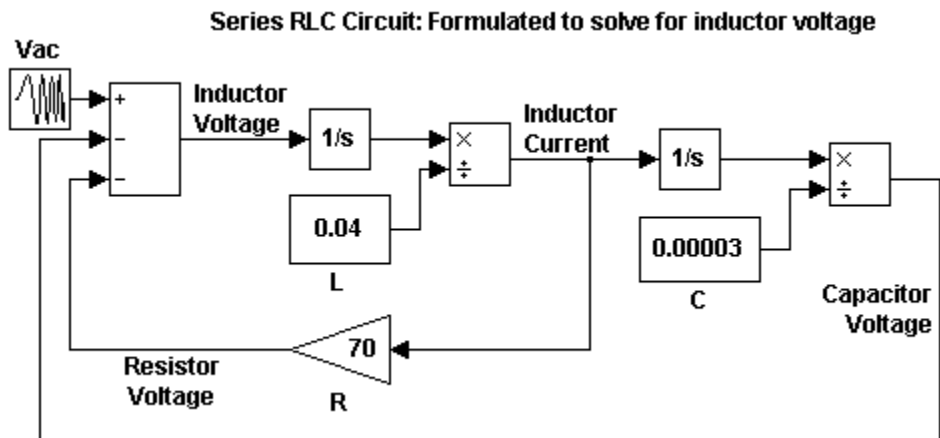 Series RLC Circuit: Formulated to solve for inductor voltage
Vac
+
−
−
Inductor
Voltage
1/s
×
÷
Inductor
Current
1/s
×
÷
0.04
L
0.00003
C
Capacitor
Voltage
70
R
Resistor
Voltage